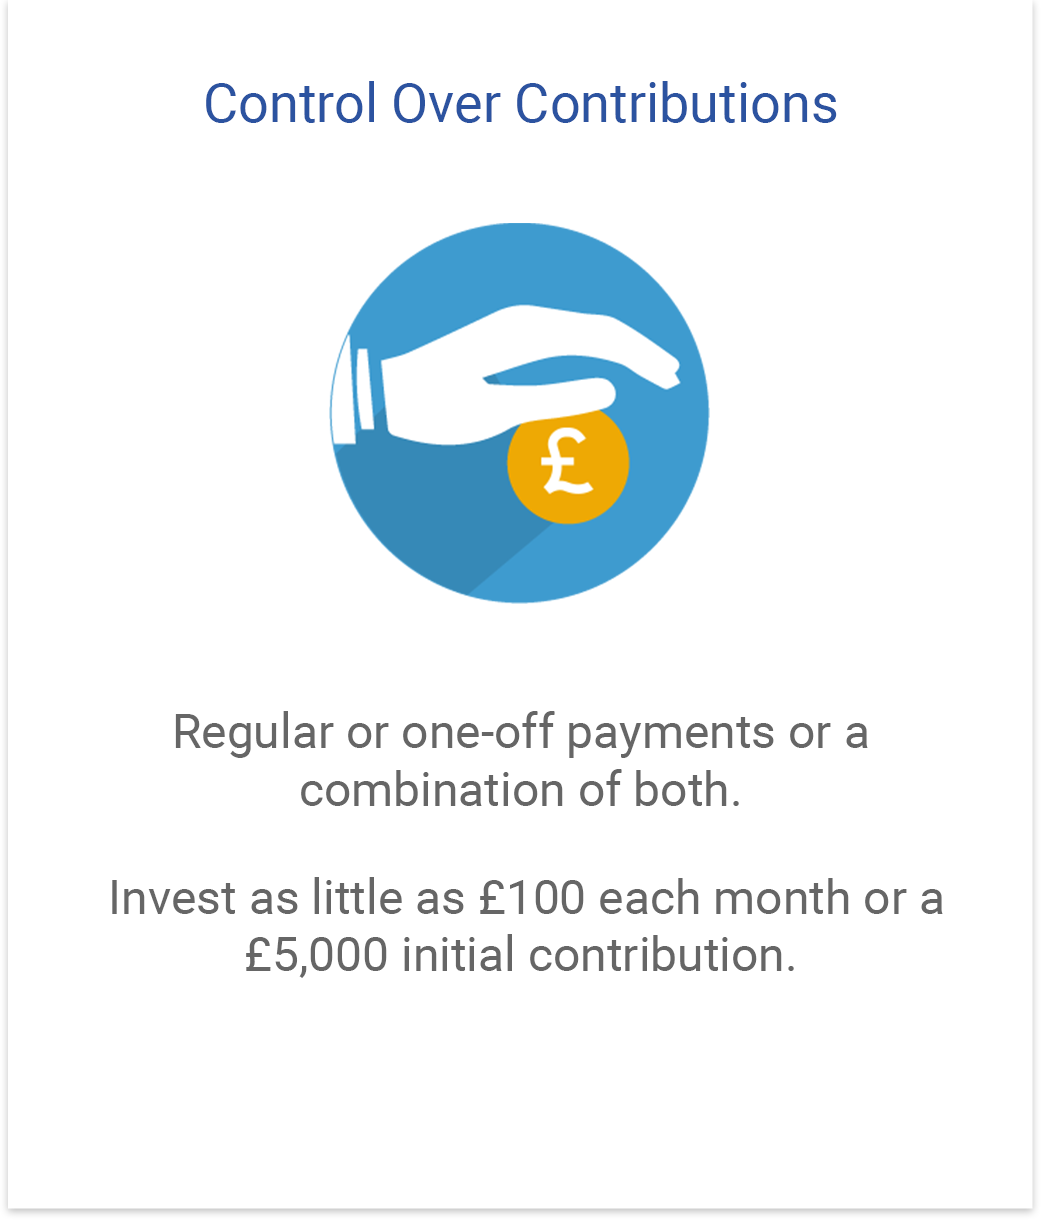 Control Over Contributions
£
Regular or one-off payments or a
combination of both.
Invest as little as £100 each month or a
£5,000 initial contribution.